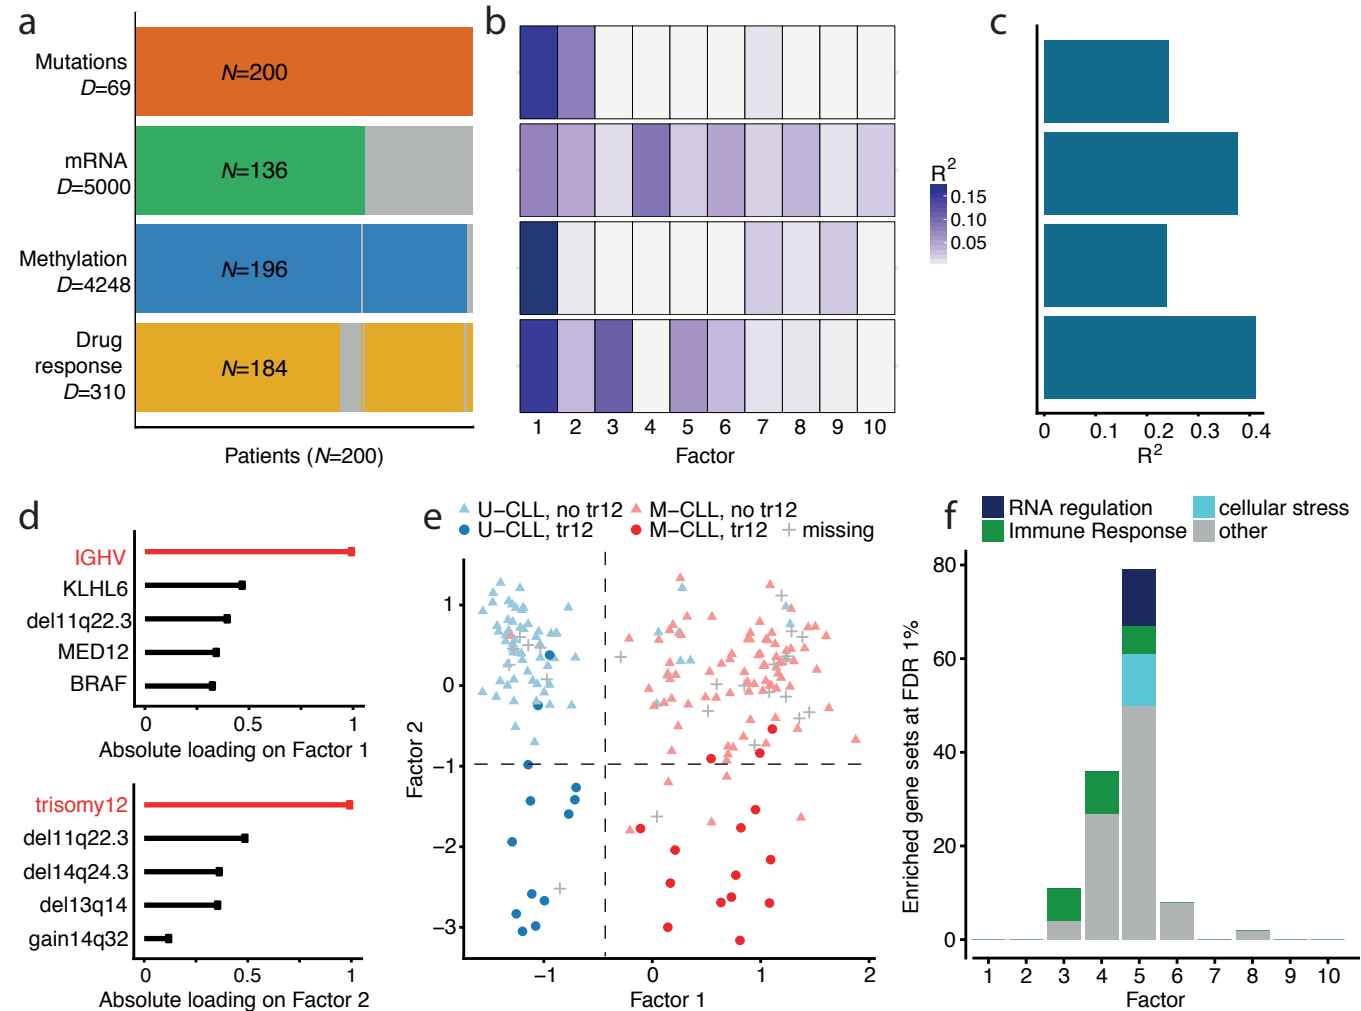 a
Mutations
D=69
N=200
mRNA
D=5000
N=136
Methylation
D=4248
N=196
Drug
response
D=310
N=184
Patients (N=200)
b
1 2 3 4 5 6 7 8 9 10
Factor
R²
0.15
0.10
0.05
c
0 0.1 0.2 0.3 0.4
R²
d
IGHV
KLHL6
del11q22.3
MED12
BRAF
0 0.5 1
Absolute loading on Factor 1
trisomy12
del11q22.3
del14q24.3
del13q14
gain14q32
0 0.5 1
Absolute loading on Factor 2
e
U−CLL, no tr12 M−CLL, no tr12
U−CLL, tr12 M−CLL, tr12 missing
Factor 2
1
0
−1
−2
−3
−1 0 1 2
Factor 1
f
RNA regulation cellular stress
Immune Response other
Enriched gene sets at FDR 1%
80
60
40
20
0
1 2 3 4 5 6 7 8 9 10
Factor